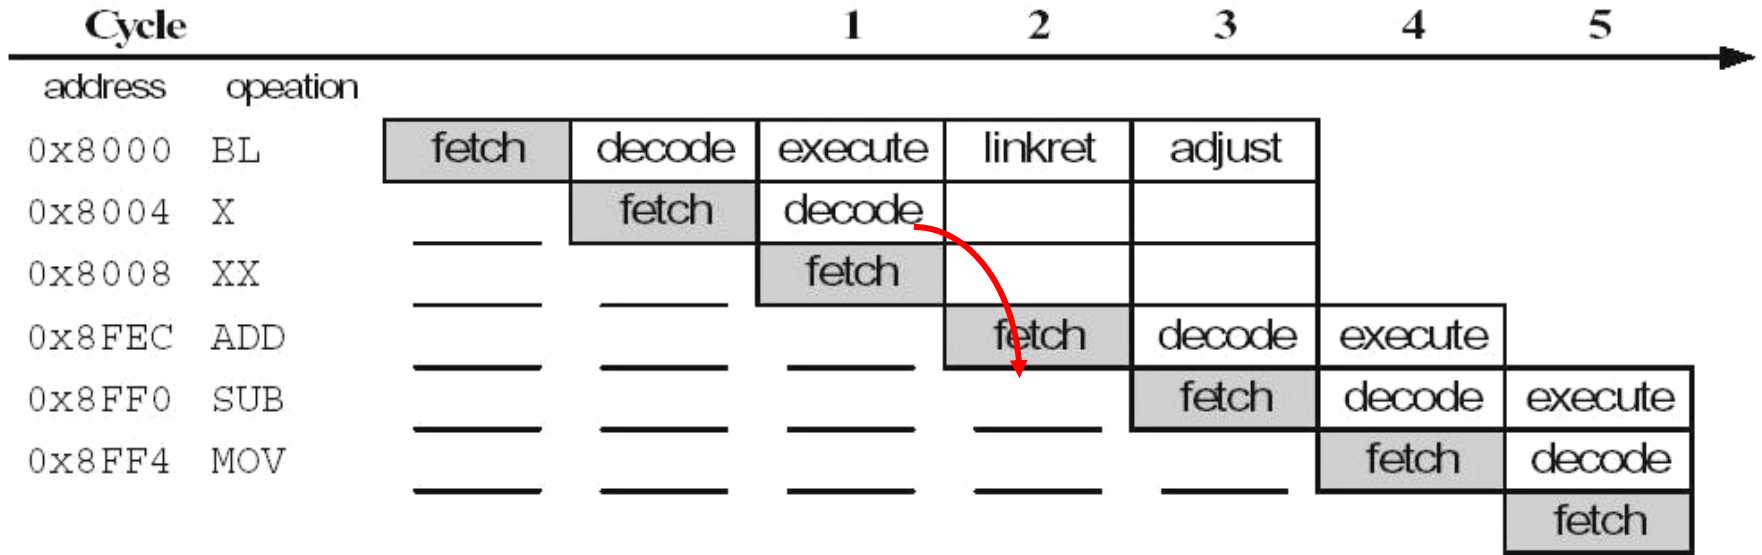 Cycle 1 2 3 4 5
address opeation
0x8000 BL fetch decode execute linkret adjust
0x8004 X fetch decode
0x8008 XX fetch
0x8FEC ADD fetch decode execute
0x8FF0 SUB fetch decode execute
0x8FF4 MOV fetch decode
fetch